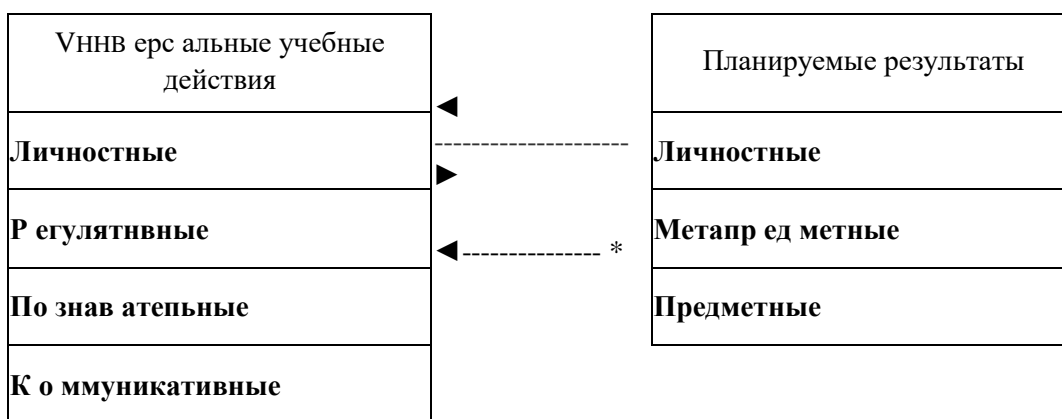 VННВ ерс альные учебные
действия
Личностные
Р егулятнвные
По знав атепьные
К о ммуникативные
◄
---------------------
►
◄ --------------- *
Планируемые результаты
Личностные
Метапр ед метные
Предметные